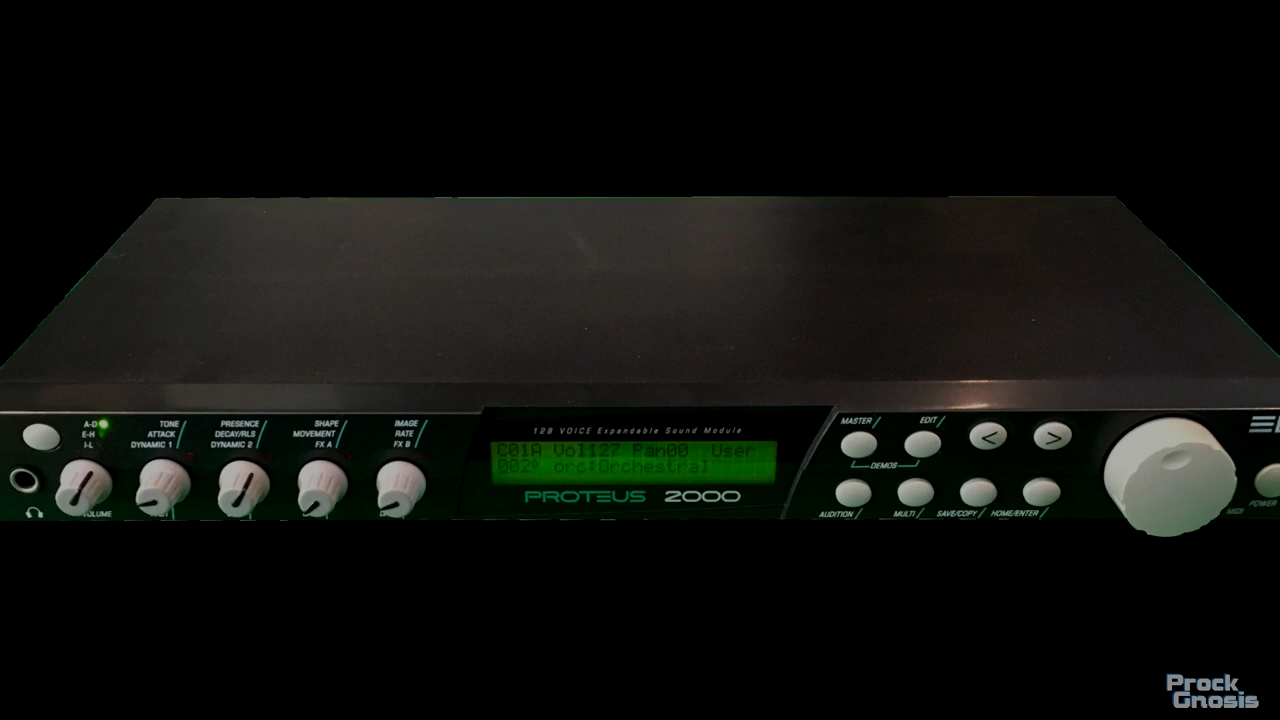 A-D
E-H
I-L
TONE
ATTACK
DYNAMIC 1
PRESENCE
DECAY/RLS
DYNAMIC 2
SHAPE
MOVEMENT
FX A
IMAGE
RATE
FX B
VOLUME
128 VOICE Expandable Sound Module
C01A Vol127 Pan00 User
002⁰ orc:Orchestral
PROTEUS 2000
MASTER
EDIT
DEMOS
<
>
AUDITION
MULTI
SAVE/COPY
HOME/ENTER
MIDI
POWER
Prock
Gnosis